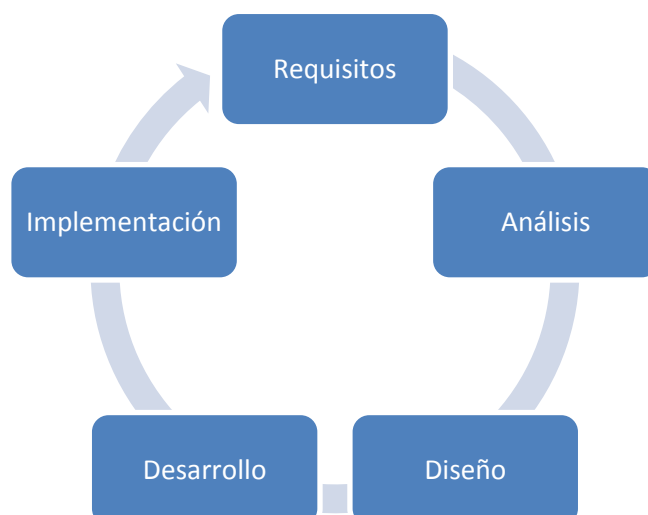 Requisitos
Análisis
Diseño
Desarrollo
Implementación